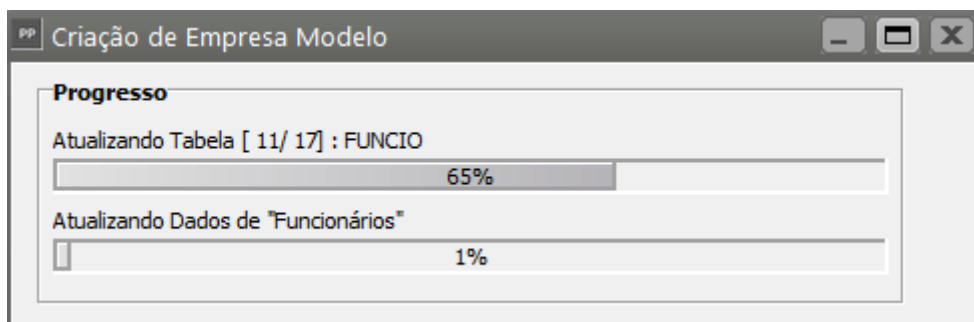 PP Criação de Empresa Modelo
Progresso
Atualizando Tabela [ 11/ 17] : FUNCIO
65%
Atualizando Dados de "Funcionários"
1%